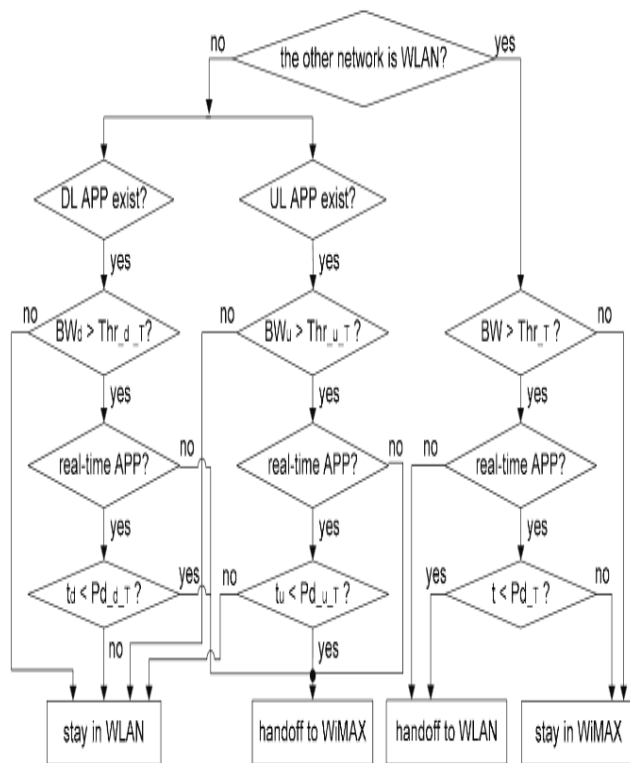 the other network is WLAN?
no
yes
DL APP exist?
UL APP exist?
yes
yes
no
no
no
BWd > Thr_d_T?
BWu > Thr_u_T?
BW > Thr_T ?
yes
yes
yes
real-time APP?
no
real-time APP?
no
no
real-time APP?
yes
yes
yes
td < Pd_d_T ?
yes
no
tu < Pd_u_T ?
yes
t < Pd_T ?
no
no
yes
stay in WLAN
handoff to WiMAX
handoff to WLAN
stay in WiMAX